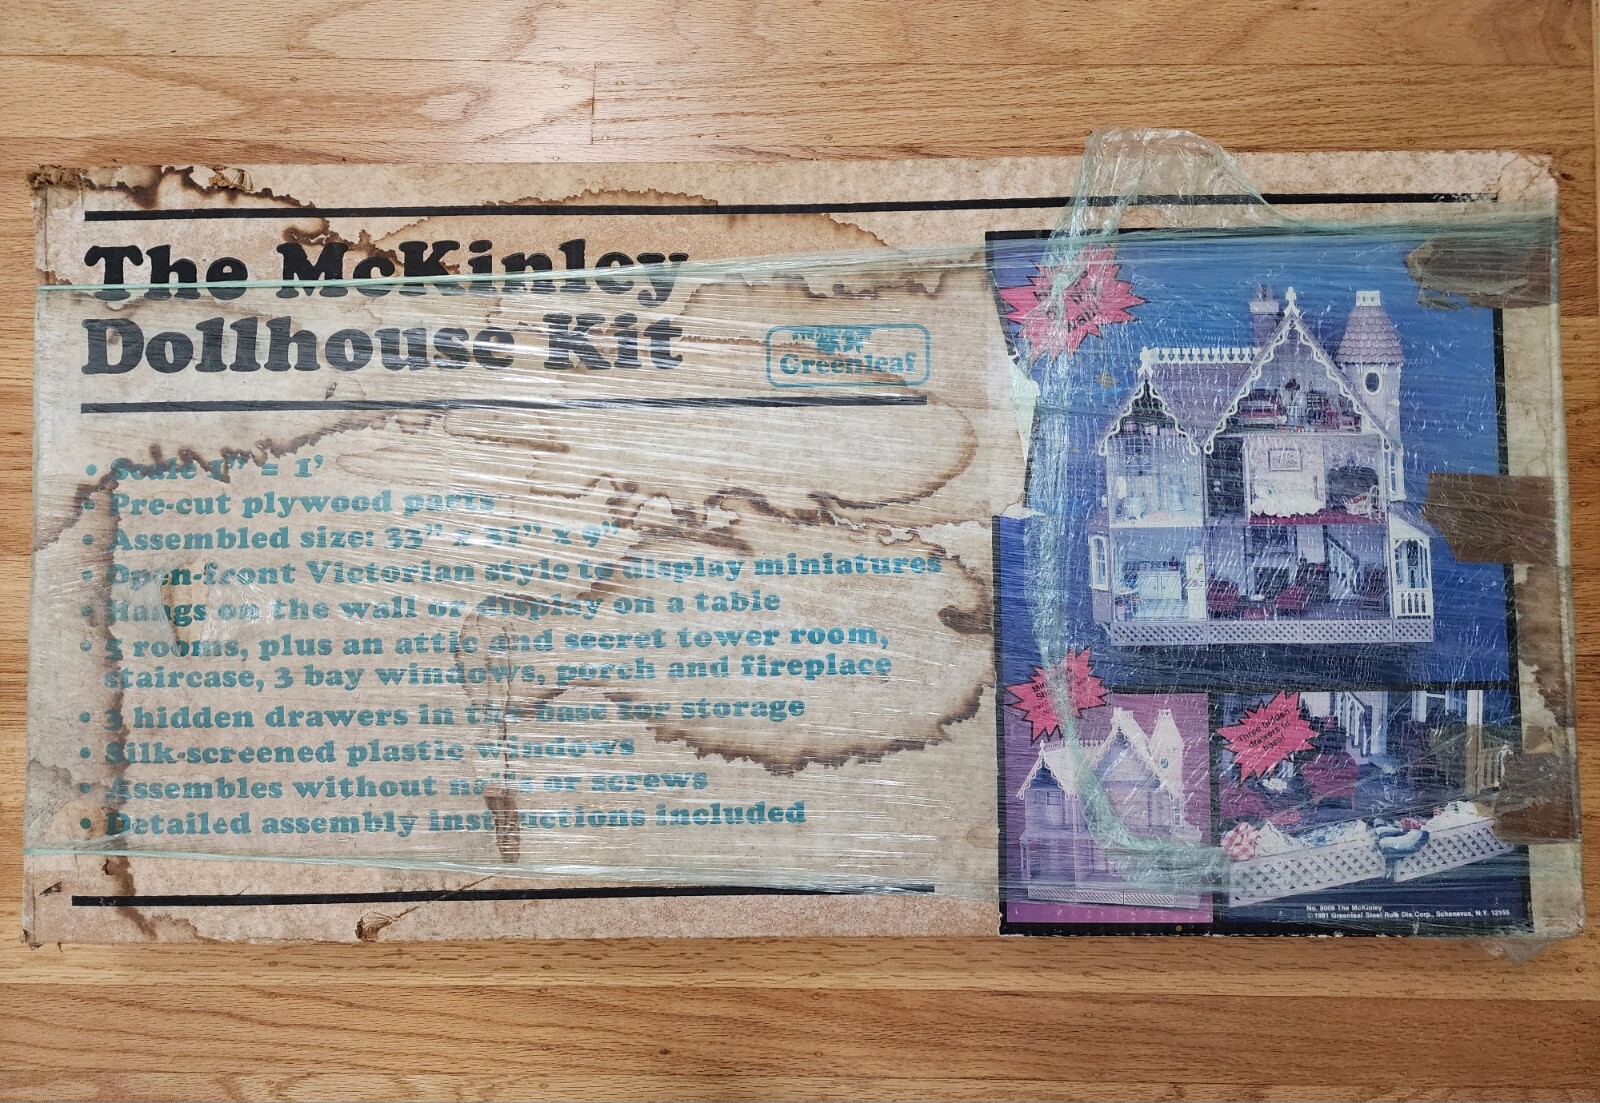 The McKinley
Dollhouse Kit
Greenleaf
• Scale 1" = 1'
• Pre-cut plywood parts
• Assembled size: 33" x 31" x 9"
• Open-front Victorian style to display miniatures
• Hangs on the wall or display on a table
• 5 rooms, plus an attic and secret tower room,
staircase, 3 bay windows, porch and fireplace
• 3 hidden drawers in the base for storage
• Silk-screened plastic windows
• Assembles without nails or screws
• Detailed assembly instructions included
wall!
Three hidden
drawers
base!
No. 8009 The McKinley
© 1981 Greenleaf Steel Rule Die Corp., Schenevus, N.Y. 12155